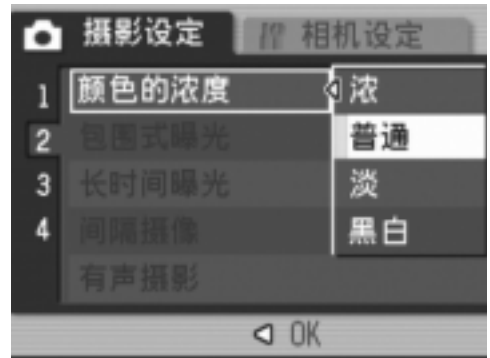 摄影设定 相机设定
1 颜色的浓度 浓
2 包围式曝光 普通
3 长时间曝光 淡
4 间隔摄像 黑白
有声摄影
OK